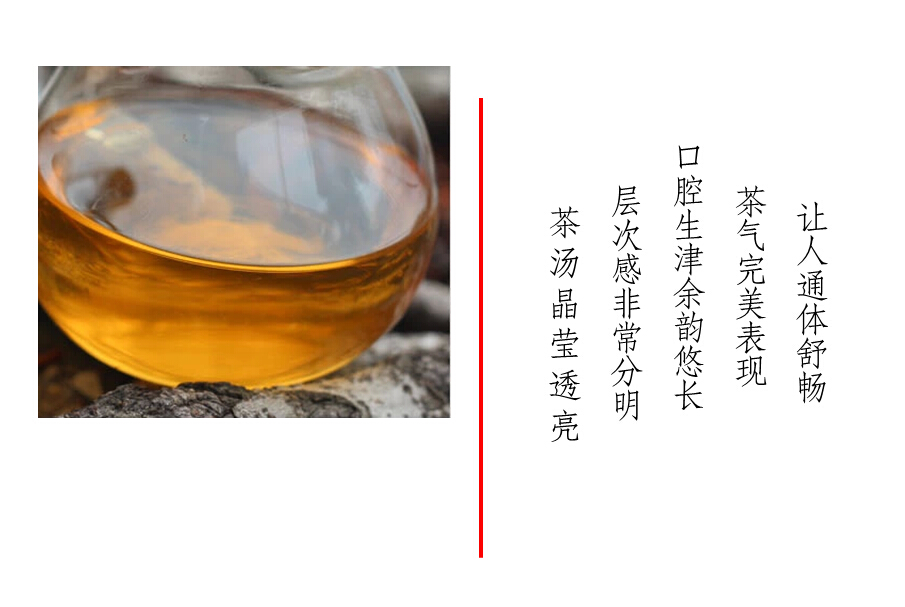 茶汤晶莹透亮
层次感非常分明
口腔生津余韵悠长
茶气完美表现
让人通体舒畅